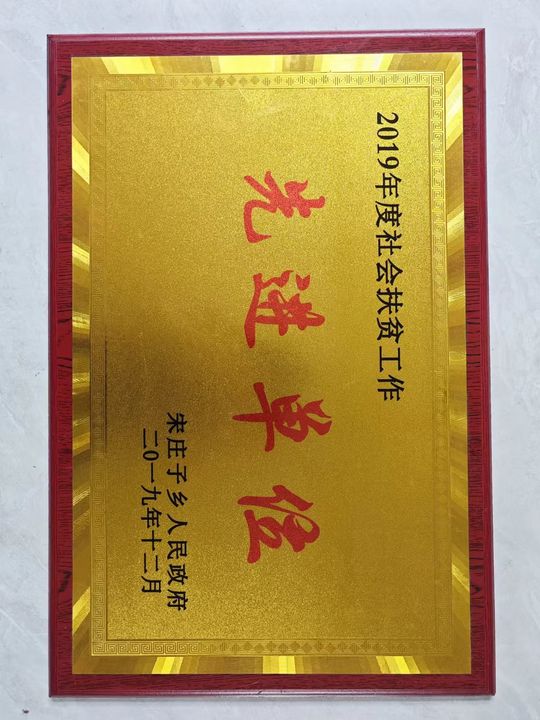 2019年度社会扶贫工作
先进单位
宋庄子乡人民政府
二0一九年十二月